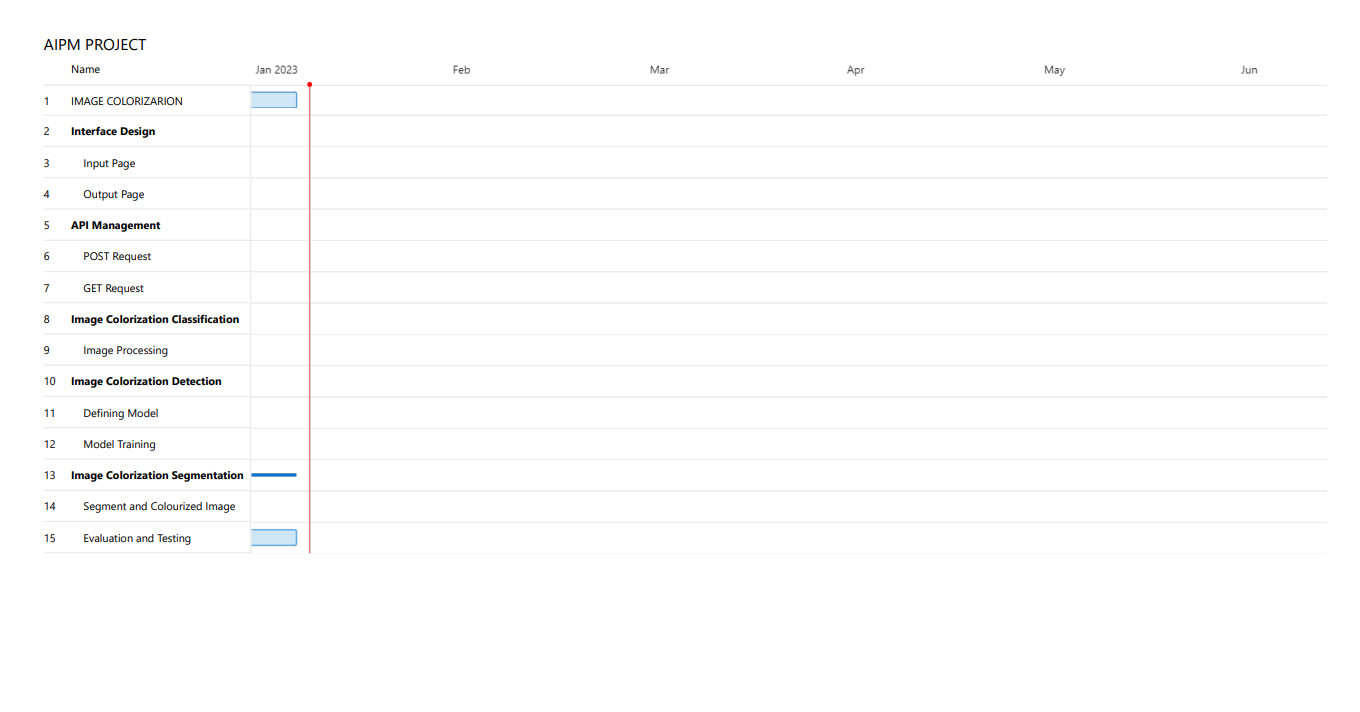 AIPM PROJECT
Name Jan 2023 Feb Mar Apr May Jun
1 IMAGE COLORIZARION
2 Interface Design
3 Input Page
4 Output Page
5 API Management
6 POST Request
7 GET Request
8 Image Colorization Classification
9 Image Processing
10 Image Colorization Detection
11 Defining Model
12 Model Training
13 Image Colorization Segmentation
14 Segment and Colourized Image
15 Evaluation and Testing